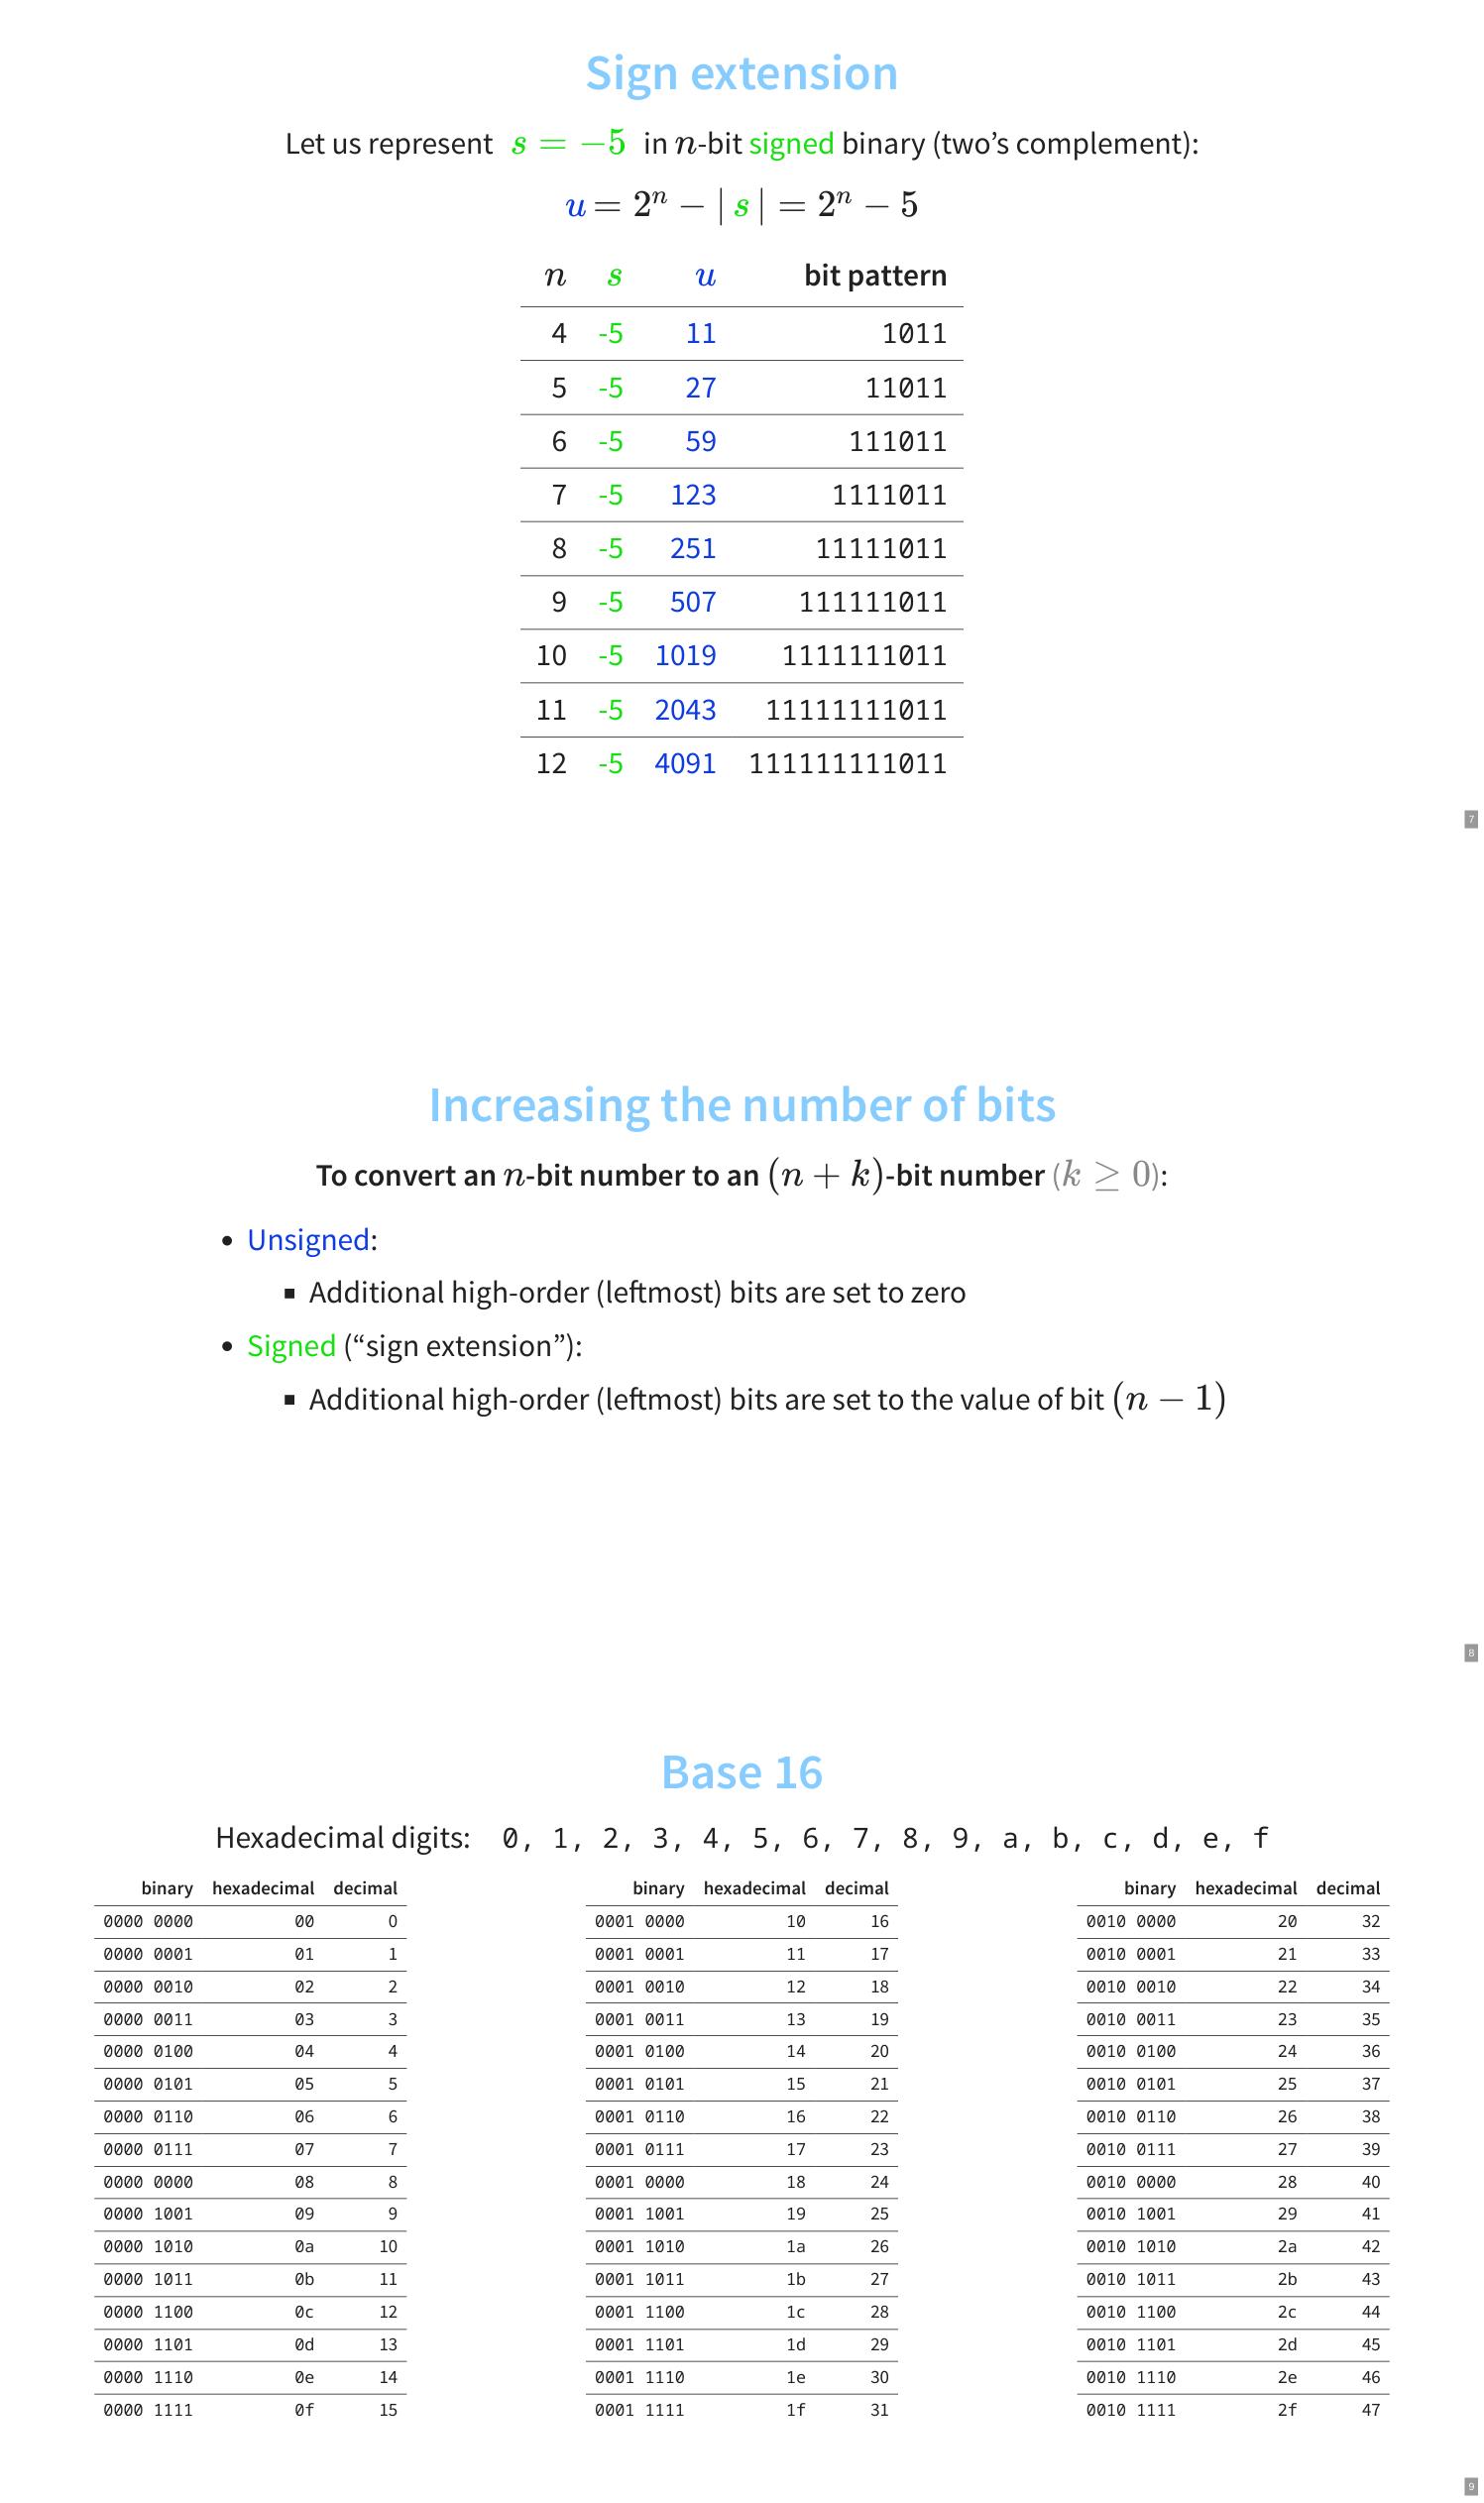 Sign extension
Let us represent s = −5 in n-bit signed binary (two’s complement):
u = 2ⁿ − | s | = 2ⁿ − 5
n s u bit pattern
4 -5 11 1011
5 -5 27 11011
6 -5 59 111011
7 -5 123 1111011
8 -5 251 11111011
9 -5 507 111111011
10 -5 1019 1111111011
11 -5 2043 11111111011
12 -5 4091 111111111011
7
Increasing the number of bits
To convert an n-bit number to an (n + k)-bit number (k ≥ 0):
• Unsigned:
▪ Additional high-order (leftmost) bits are set to zero
• Signed (“sign extension”):
▪ Additional high-order (leftmost) bits are set to the value of bit (n − 1)
8
Base 16
Hexadecimal digits: 0, 1, 2, 3, 4, 5, 6, 7, 8, 9, a, b, c, d, e, f
binary hexadecimal decimal
0000 0000 00 0
0000 0001 01 1
0000 0010 02 2
0000 0011 03 3
0000 0100 04 4
0000 0101 05 5
0000 0110 06 6
0000 0111 07 7
0000 0000 08 8
0000 1001 09 9
0000 1010 0a 10
0000 1011 0b 11
0000 1100 0c 12
0000 1101 0d 13
0000 1110 0e 14
0000 1111 0f 15
binary hexadecimal decimal
0001 0000 10 16
0001 0001 11 17
0001 0010 12 18
0001 0011 13 19
0001 0100 14 20
0001 0101 15 21
0001 0110 16 22
0001 0111 17 23
0001 0000 18 24
0001 1001 19 25
0001 1010 1a 26
0001 1011 1b 27
0001 1100 1c 28
0001 1101 1d 29
0001 1110 1e 30
0001 1111 1f 31
binary hexadecimal decimal
0010 0000 20 32
0010 0001 21 33
0010 0010 22 34
0010 0011 23 35
0010 0100 24 36
0010 0101 25 37
0010 0110 26 38
0010 0111 27 39
0010 0000 28 40
0010 1001 29 41
0010 1010 2a 42
0010 1011 2b 43
0010 1100 2c 44
0010 1101 2d 45
0010 1110 2e 46
0010 1111 2f 47
9